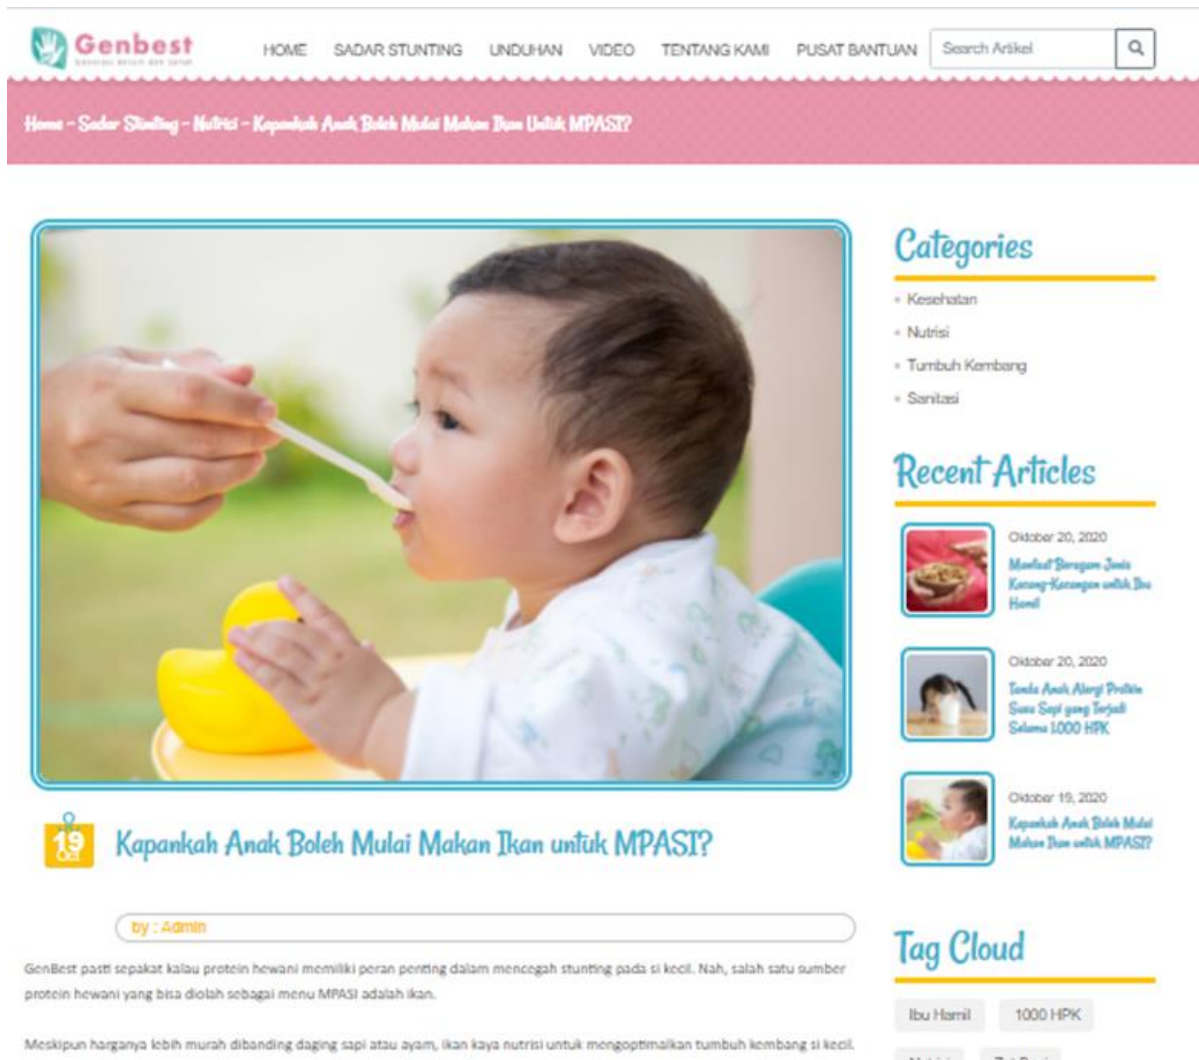 Genbest
HOME SADAR STUNTING UNDUHAN VIDEO TENTANG KAMI PUSAT BANTUAN Search Artikel
Home - Sadar Stunting - Nutrisi - Kapankah Anak Boleh Mulai Makan Ikan Untuk MPASI?
Categories
Kesehatan
Nutrisi
Tumbuh Kembang
Sanitasi
Recent Articles
Oktober 20, 2020
Manfaat Beragam Jenis
Kacang-Kacangan untuk Ibu
Hamil
Oktober 20, 2020
Tanda Anak Alergi Protein
Susu Sapi yang Terjadi
Selama 1000 HPK
Oktober 19, 2020
Kapankah Anak Boleh Mulai
Makan Ikan untuk MPASI?
19
Oct
Kapankah Anak Boleh Mulai Makan Ikan untuk MPASI?
by : Admin
GenBest pasti sepakat kalau protein hewani memiliki peran penting dalam mencegah stunting pada si kecil. Nah, salah satu sumber
protein hewani yang bisa diolah sebagai menu MPASI adalah ikan.
Meskipun harganya lebih murah dibanding daging sapi atau ayam, ikan kaya nutrisi untuk mengoptimalkan tumbuh kembang si kecil.
Tag Cloud
Ibu Hamil 1000 HPK